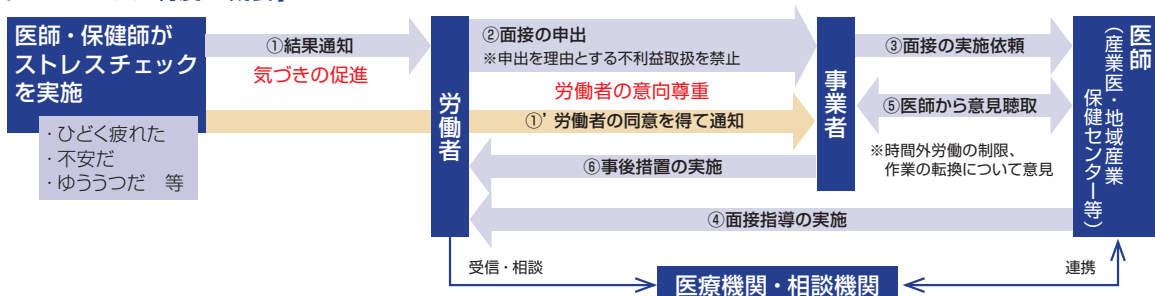 医師・保健師が
ストレスチェック
を実施
・ひどく疲れた
・不安だ
・ゆううつだ　等
①結果通知
気づきの促進
労働者
②面接の申出
※申出を理由とする不利益取扱を禁止
労働者の意向尊重
①’ 労働者の同意を得て通知
⑥事後措置の実施
事業者
③面接の実施依頼
⑤医師から意見聴取
※時間外労働の制限、
作業の転換について意見
④面接指導の実施
医師
（産業医・地域産業
保健センター等）
受信・相談
医療機関・相談機関
連携